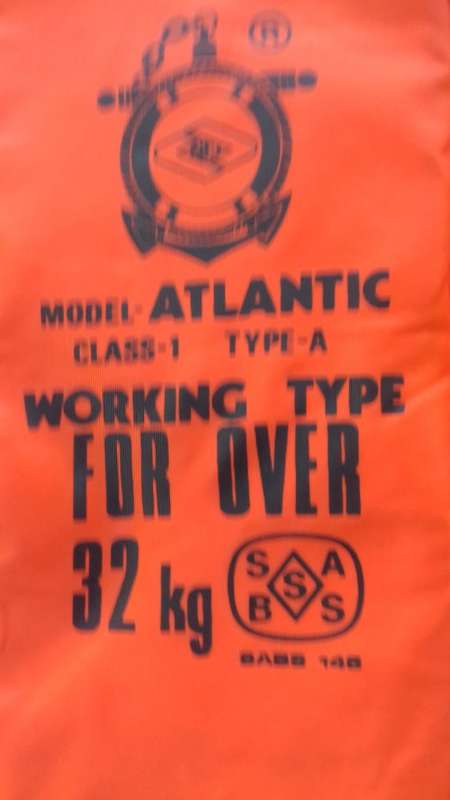 ®
MODEL-ATLANTIC
CLASS-1 TYPE-A
WORKING TYPE
FOR OVER
32 kg
S A
S
B S
SABS 146